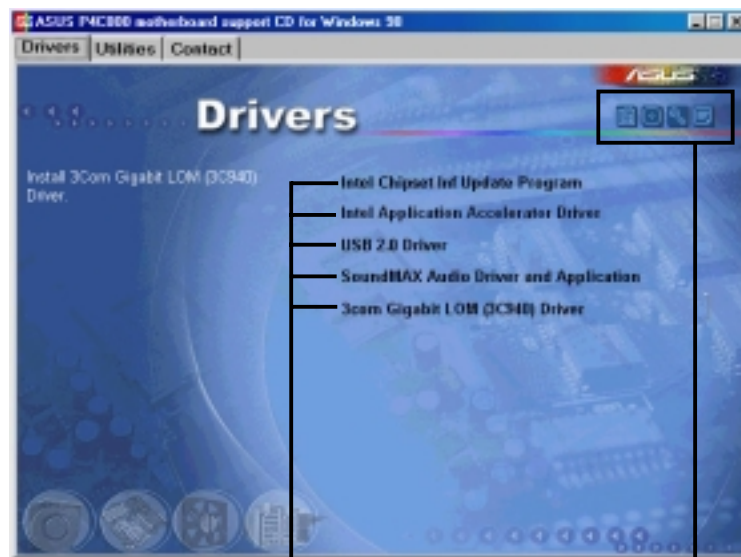 ASUS P4C800 motherboard support CD for Windows 98
Drivers Utilities Contact
ASUS
Drivers
Install 3Com Gigabit LOM (3C940)
Driver.
Intel Chipset Inf Update Program
Intel Application Accelerator Driver
USB 2.0 Driver
SoundMAX Audio Driver and Application
3com Gigabit LOM (3C940) Driver